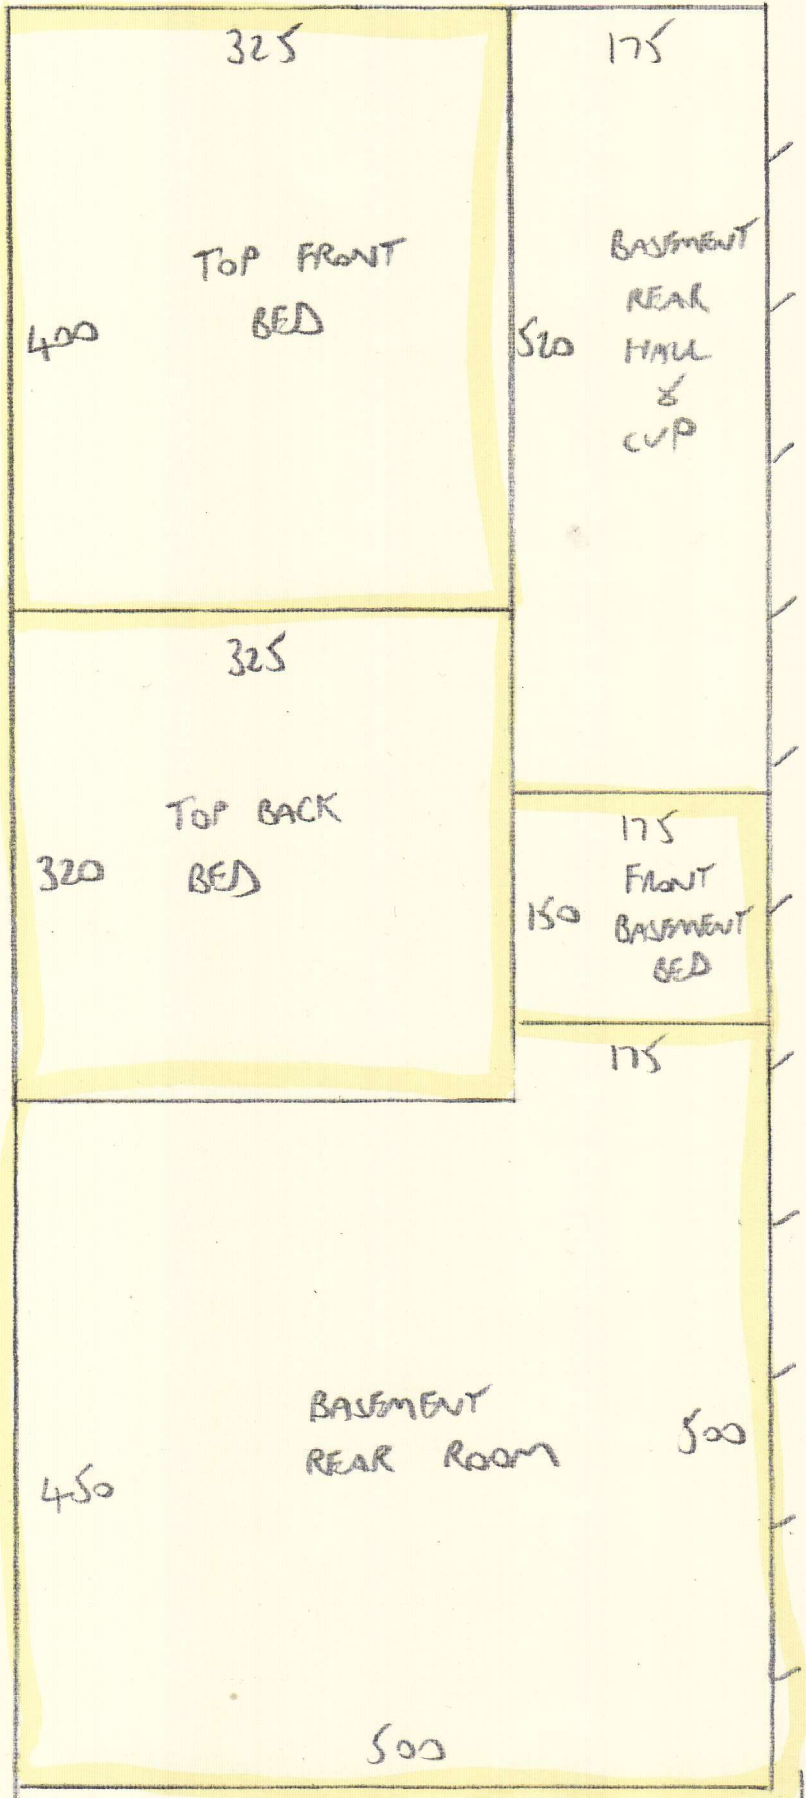 325
TOP FRONT
BED
400
175
BASEMENT
REAR
HALL
&
CUP
520
325
TOP BACK
BED
320
175
FRONT
BASEMENT
BED
150
175
BASEMENT
REAR ROOM
450
500
500